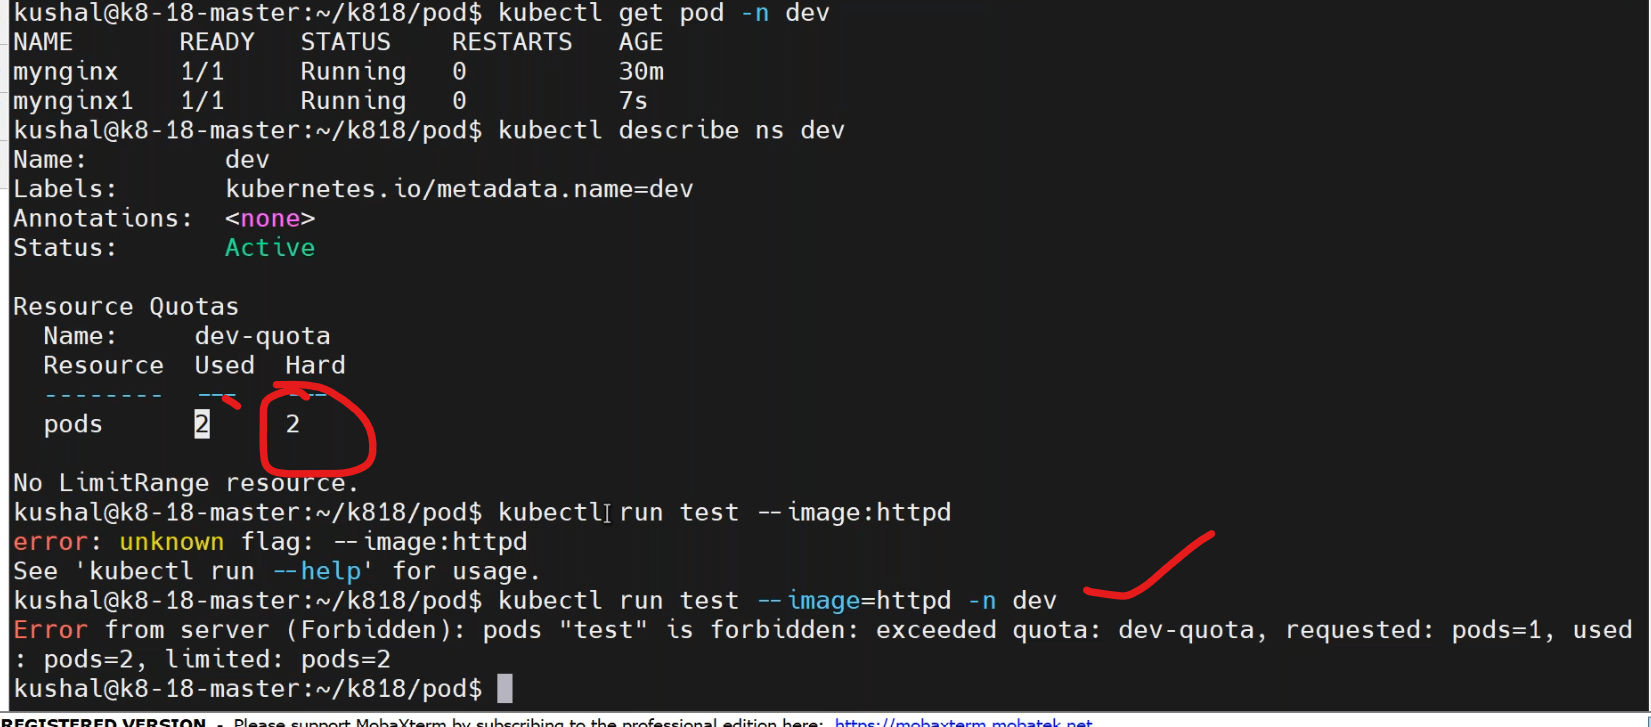 kushal@k8-18-master:~/k818/pod$ kubectl get pod -n dev
NAME       READY   STATUS    RESTARTS   AGE
mynginx    1/1     Running   0          30m
mynginx1   1/1     Running   0          7s
kushal@k8-18-master:~/k818/pod$ kubectl describe ns dev
Name:         dev
Labels:       kubernetes.io/metadata.name=dev
Annotations:  <none>
Status:       Active
Resource Quotas
  Name:     dev-quota
  Resource  Used  Hard
  --------  ---   ---
  pods      2     2
No LimitRange resource.
kushal@k8-18-master:~/k818/pod$ kubectl run test --image:httpd
error: unknown flag: --image:httpd
See 'kubectl run --help' for usage.
kushal@k8-18-master:~/k818/pod$ kubectl run test --image=httpd -n dev
Error from server (Forbidden): pods "test" is forbidden: exceeded quota: dev-quota, requested: pods=1, used
: pods=2, limited: pods=2
kushal@k8-18-master:~/k818/pod$
REGISTERED VERSION - Please support MobaXterm by subscribing to the professional edition here: https://mobaxterm.mobatek.net